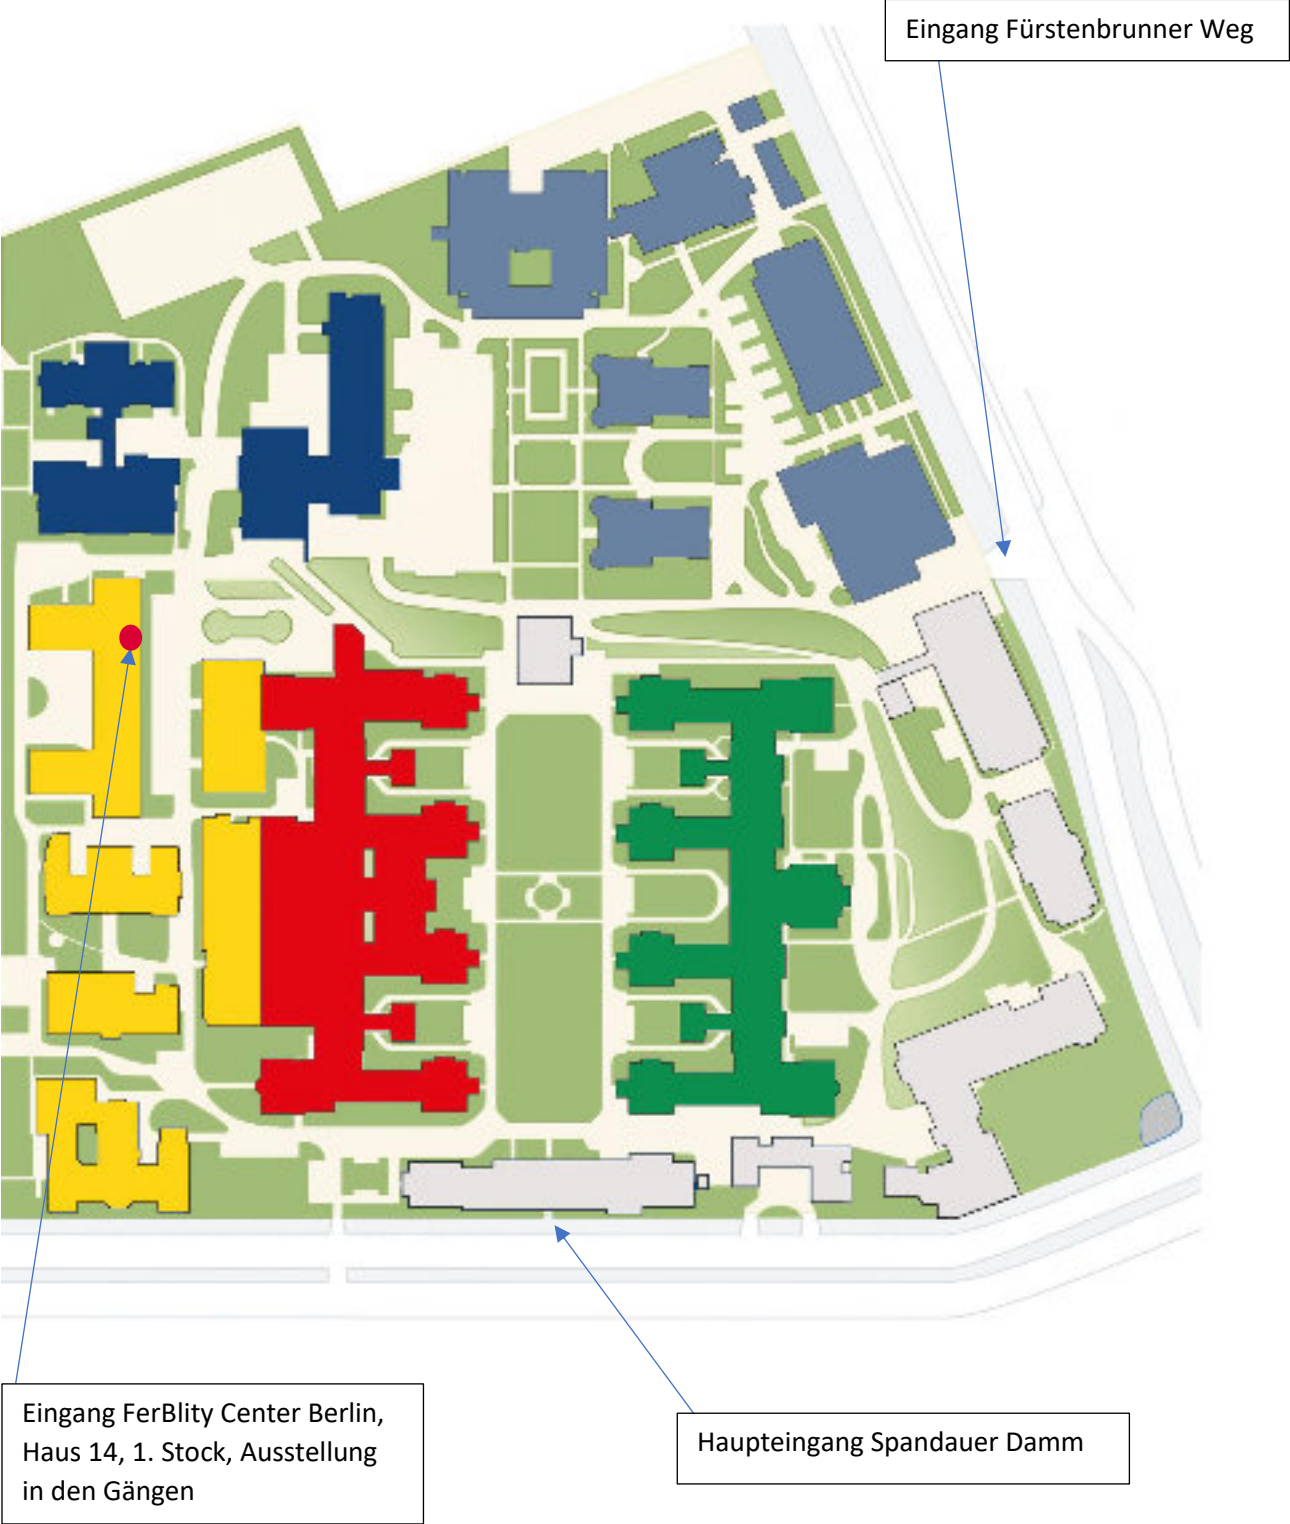 Eingang Fürstenbrunner Weg
Eingang FerBlity Center Berlin,
Haus 14, 1. Stock, Ausstellung
in den Gängen
Haupteingang Spandauer Damm